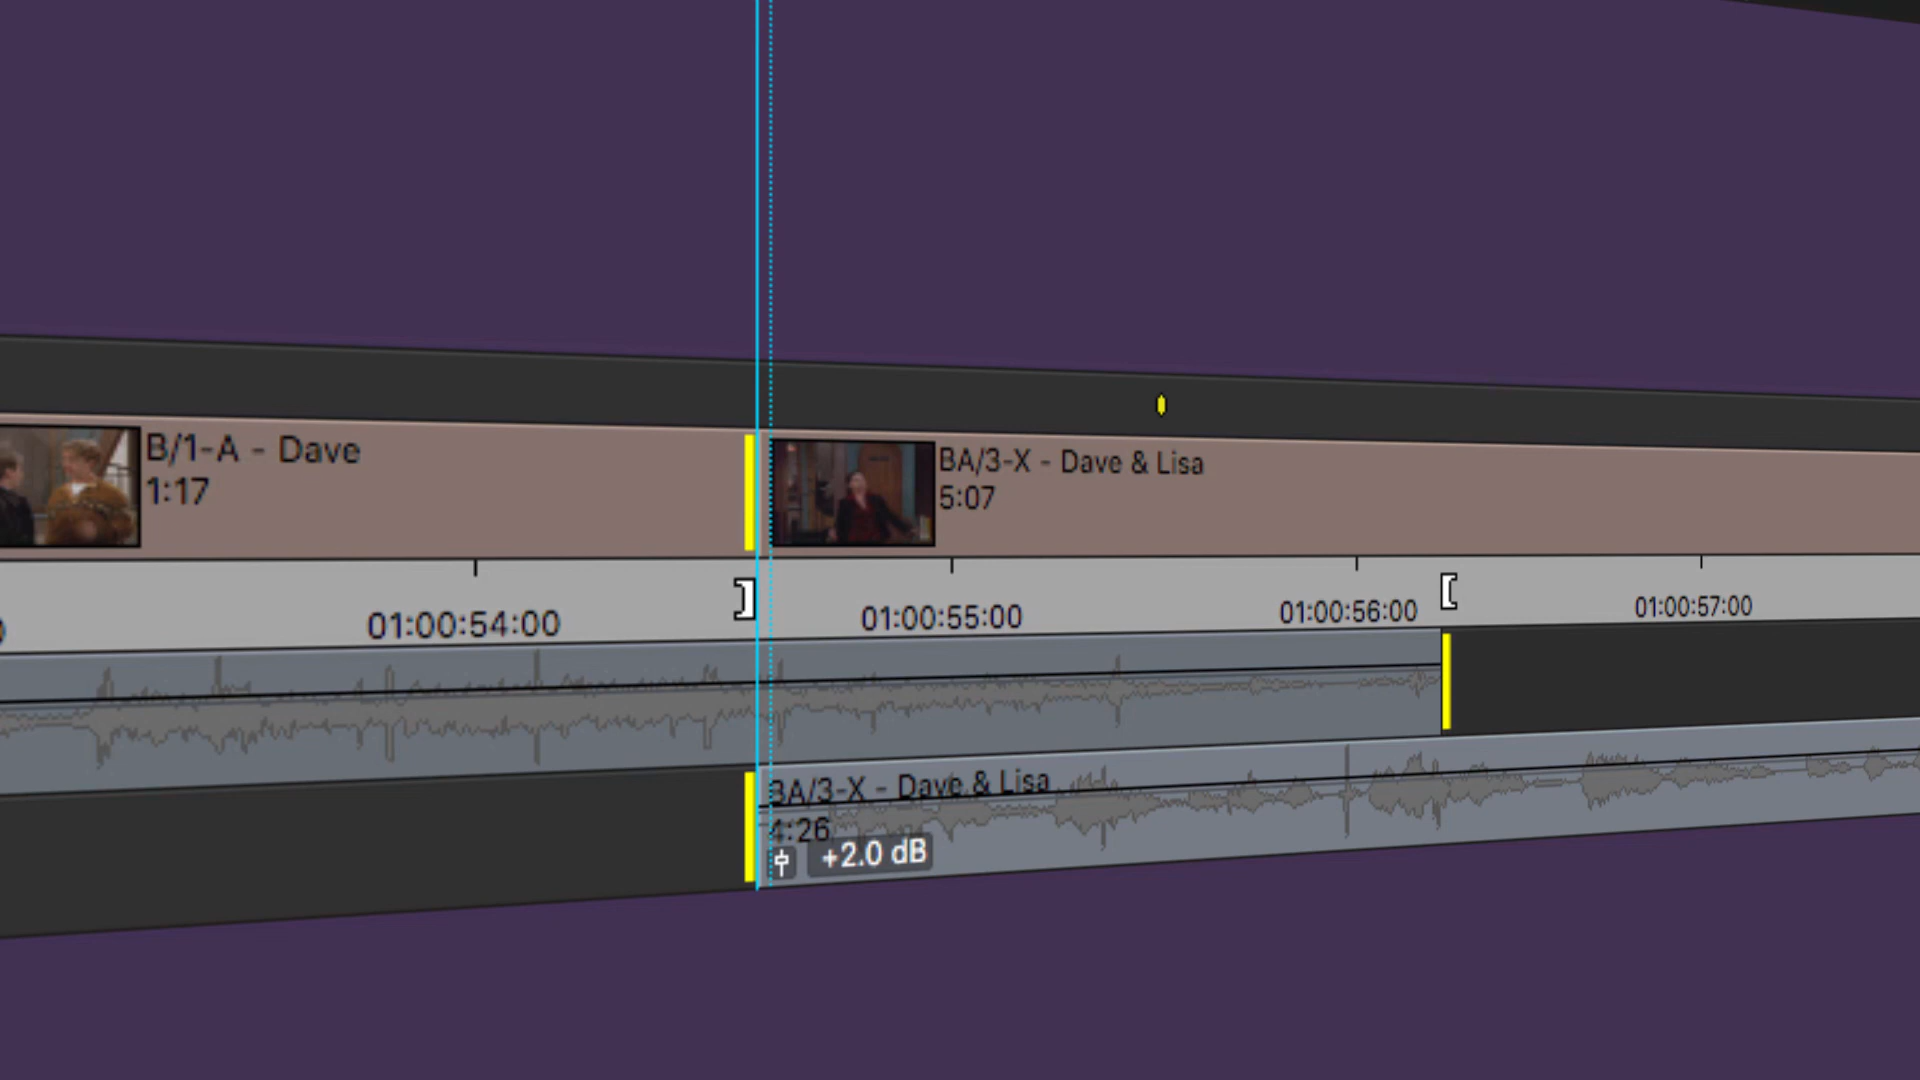 B/1-A - Dave
1:17
BA/3-X - Dave & Lisa
5:07
01:00:54:00
01:00:55:00
01:00:56:00
01:00:57:00
BA/3-X - Dave & Lisa
4:26
+2.0 dB